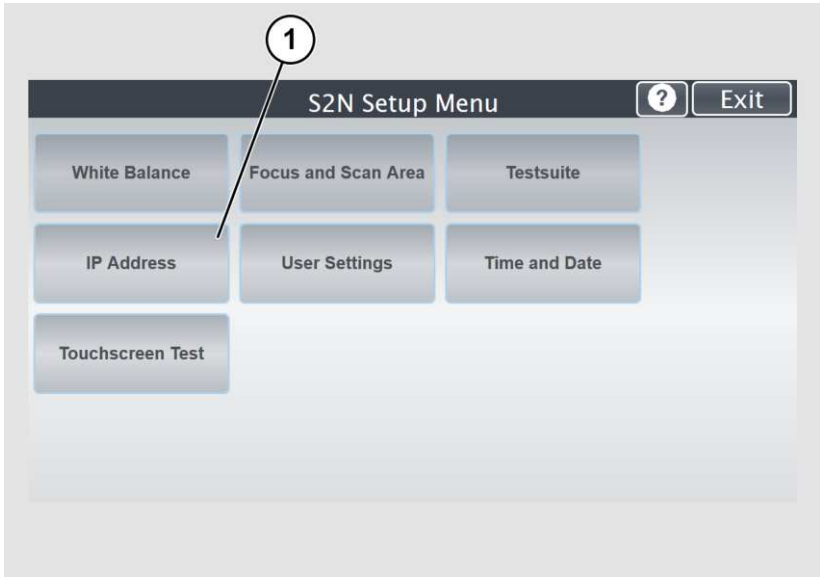 1
S2N Setup Menu ? Exit
White Balance Focus and Scan Area Testsuite
IP Address User Settings Time and Date
Touchscreen Test